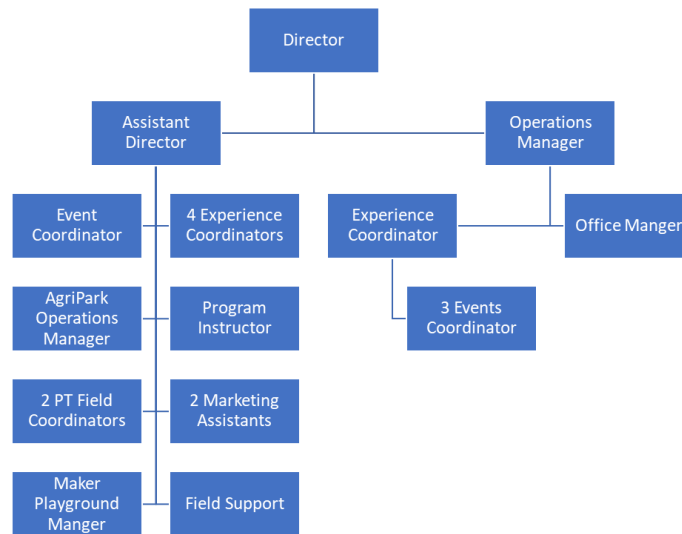 Director
Assistant
Director
Operations
Manager
Event
Coordinator
4 Experience
Coordinators
Experience
Coordinator
Office Manger
AgriPark
Operations
Manager
Program
Instructor
3 Events
Coordinator
2 PT Field
Coordinators
2 Marketing
Assistants
Maker
Playground
Manger
Field Support